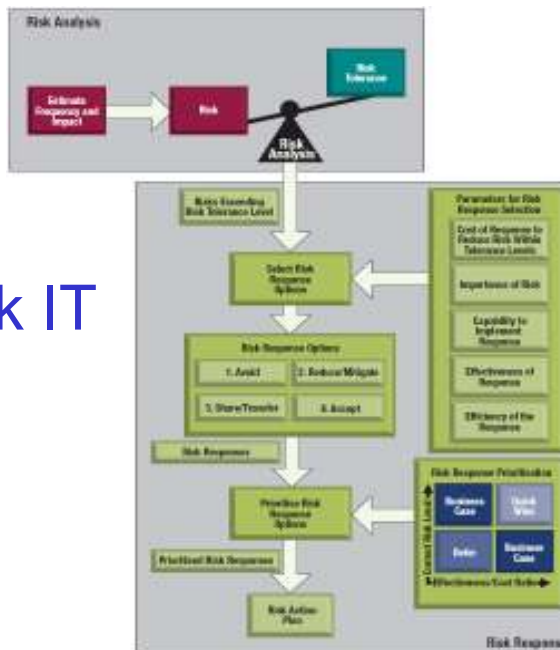 Risk Analysis
Risk
Tolerance
Estimate
Frequency and
Impact
Risk
Risk
Analysis
k IT
Risks Exceeding
Risk Tolerance Level
Parameters for Risk
Response Selection
Cost of Response to
Reduce Risk Within
Tolerance Levels
Select Risk
Response
Options
Importance of Risk
Capability to
Implement
Response
Risk Response Options
1. Avoid
2. Reduce/Mitigate
3. Share/Transfer
4. Accept
Effectiveness of
Response
Efficiency of the
Response
Risk Responses
Risk Response Prioritisation
Prioritise Risk
Response
Options
Current Risk Level
Business
Case
Quick
Wins
Defer
Business
Case
Effectiveness/Cost Ratio
Prioritised Risk Responses
Risk Action
Plan
Risk Respons